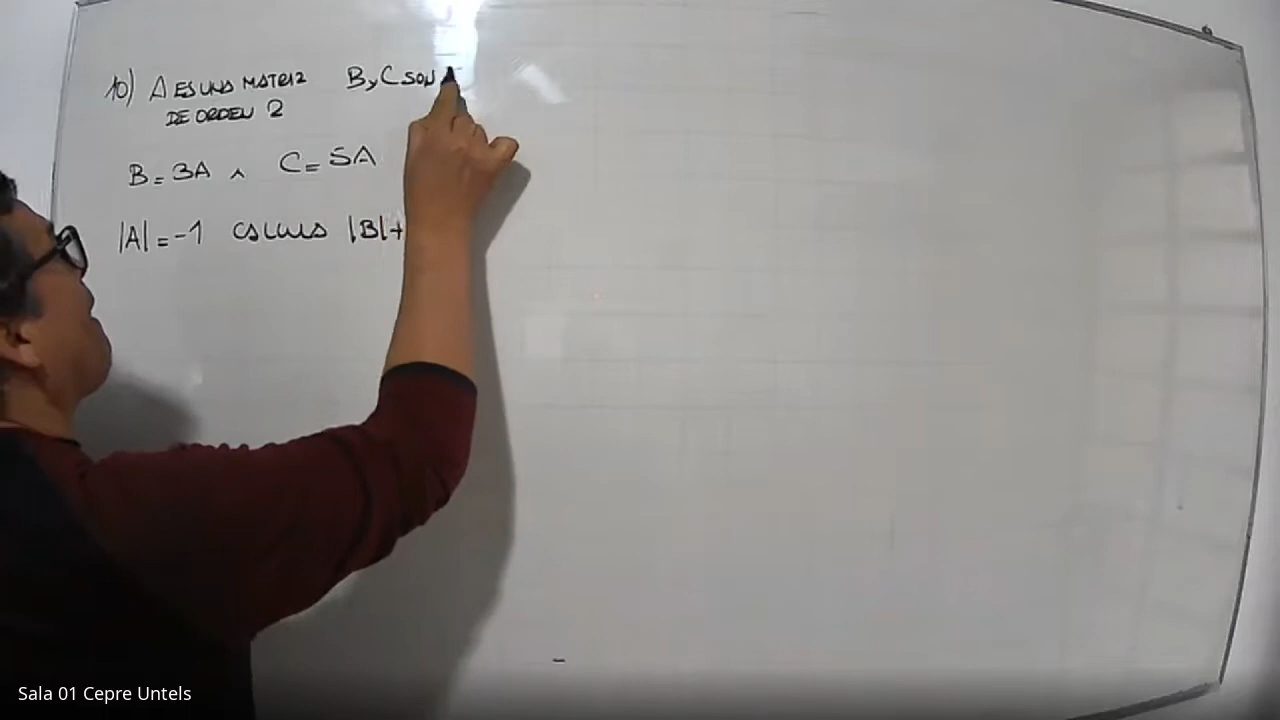 10) A ES UNA MATRIZ B y C SON
DE ORDEN 2
B = 3A ∧ C = 5A
|A| = -1 CALCULA |B| +
Sala 01 Cepre Untels